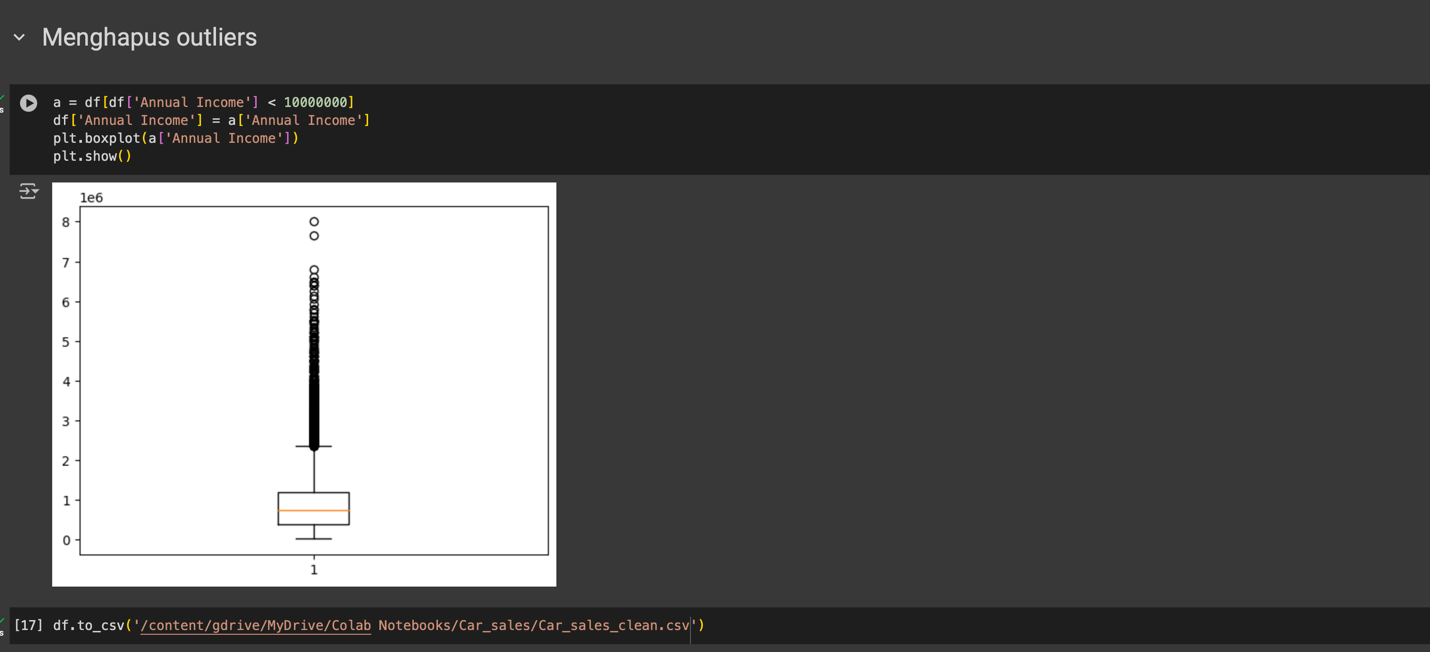 Menghapus outliers
a = df[df['Annual Income'] < 10000000]
df['Annual Income'] = a['Annual Income']
plt.boxplot(a['Annual Income'])
plt.show()
1e6
8
7
6
5
4
3
2
1
0
1
[17] df.to_csv('/content/gdrive/MyDrive/Colab Notebooks/Car_sales/Car_sales_clean.csv')